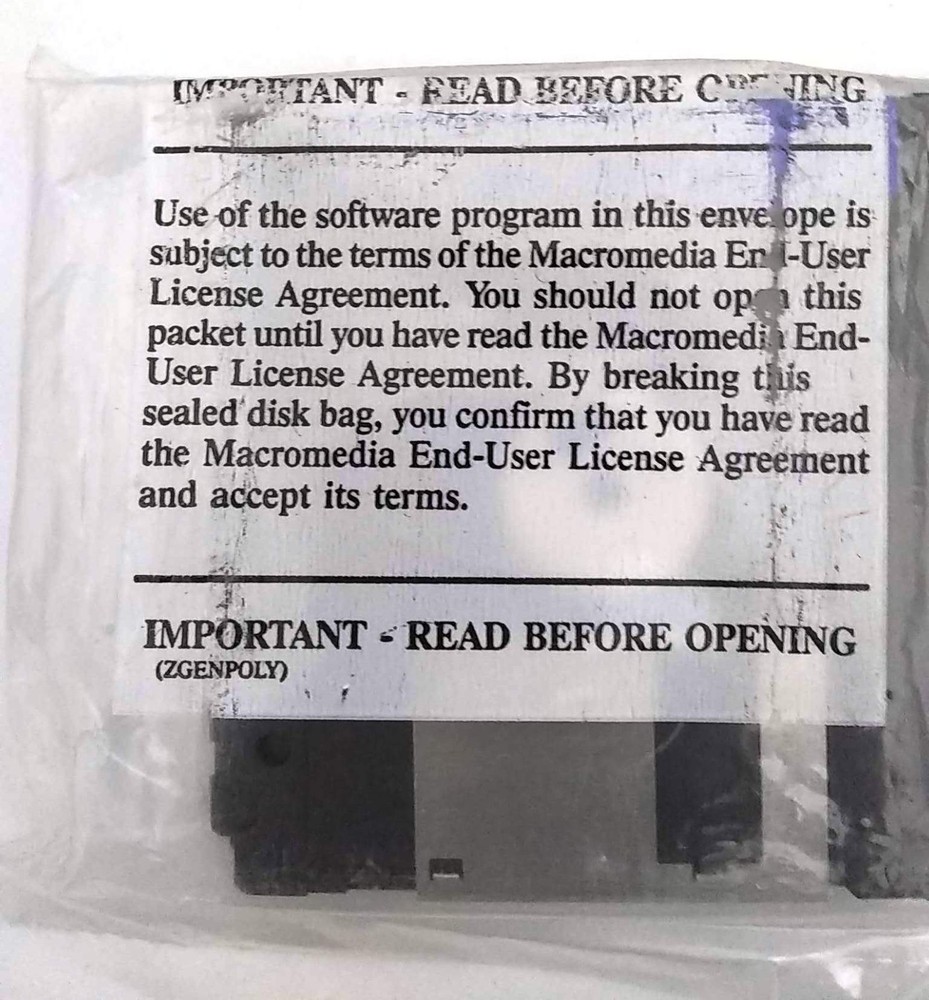 IMPORTANT - READ BEFORE OPENING
Use of the software program in this envelope is
subject to the terms of the Macromedia End-User
License Agreement. You should not open this
packet until you have read the Macromedia End-
User License Agreement. By breaking this
sealed disk bag, you confirm that you have read
the Macromedia End-User License Agreement
and accept its terms.
IMPORTANT - READ BEFORE OPENING
(ZGENPOLY)